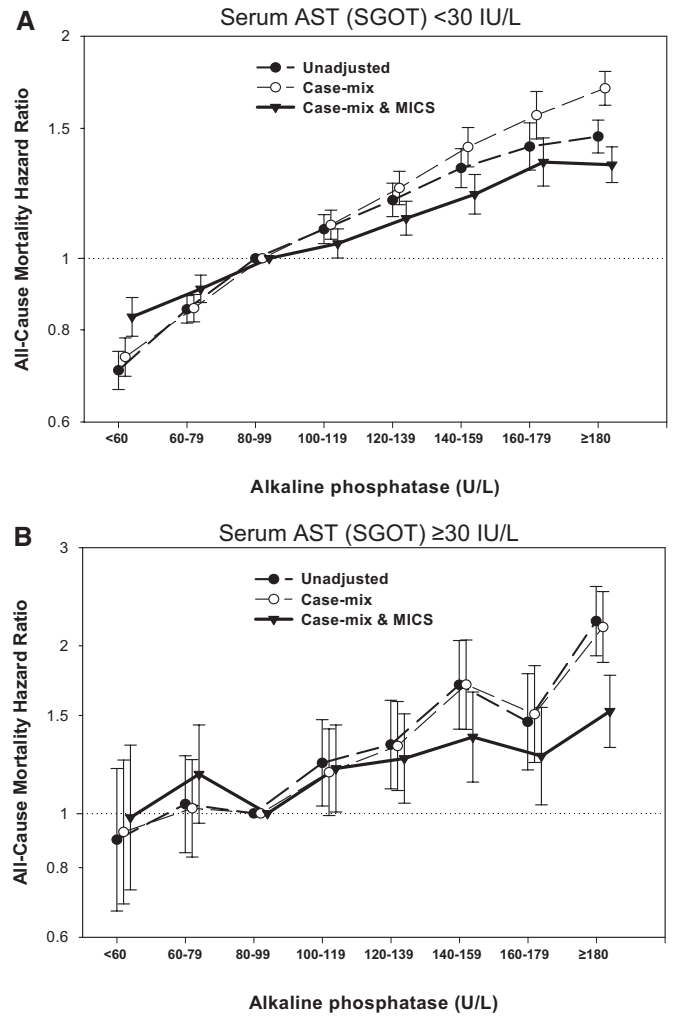 A
Serum AST (SGOT) <30 IU/L
2
1.5
1
0.8
0.6
All-Cause Mortality Hazard Ratio
Unadjusted
Case-mix
Case-mix & MICS
<60 60-79 80-99 100-119 120-139 140-159 160-179 ≥180
Alkaline phosphatase (U/L)
B
Serum AST (SGOT) ≥30 IU/L
3
2
1.5
1
0.8
0.6
All-Cause Mortality Hazard Ratio
Unadjusted
Case-mix
Case-mix & MICS
<60 60-79 80-99 100-119 120-139 140-159 160-179 ≥180
Alkaline phosphatase (U/L)